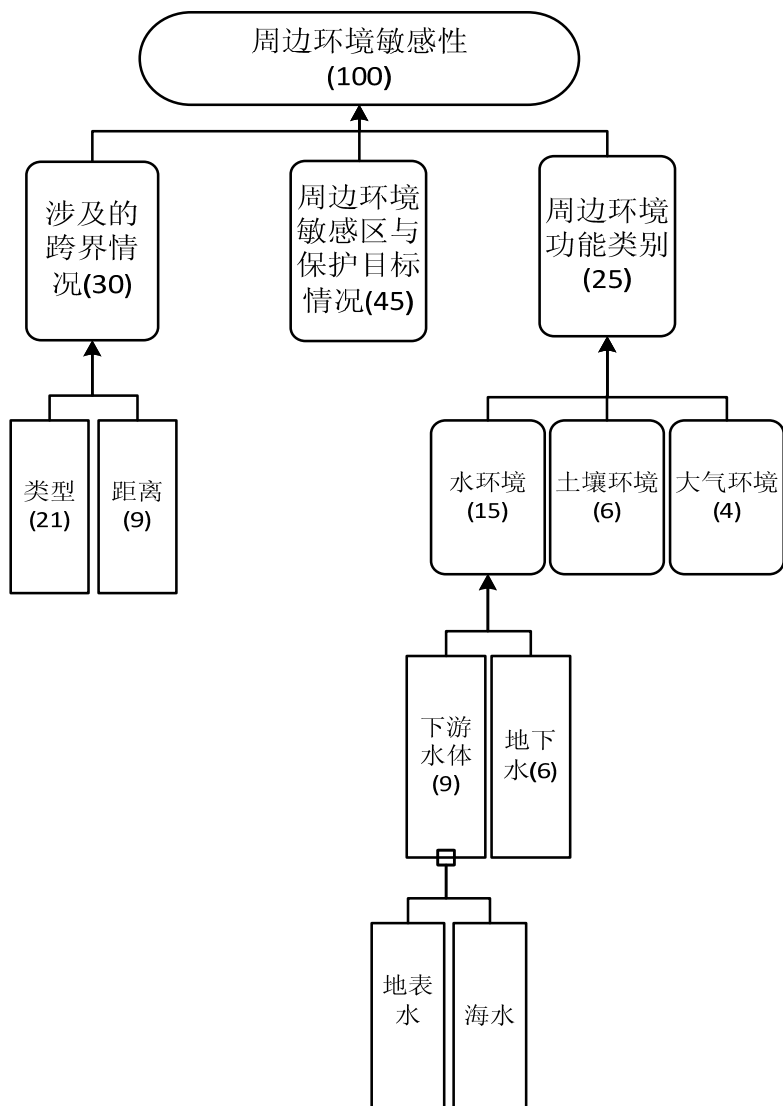 周边环境敏感性
(100)
涉及的
跨界情
况(30)
周边环境
敏感区与
保护目标
情况(45)
周边环境
功能类别
(25)
类型
(21)
距离
(9)
水环境
(15)
土壤环境
(6)
大气环境
(4)
下游
水体
(9)
地下
水(6)
地表
水
海水